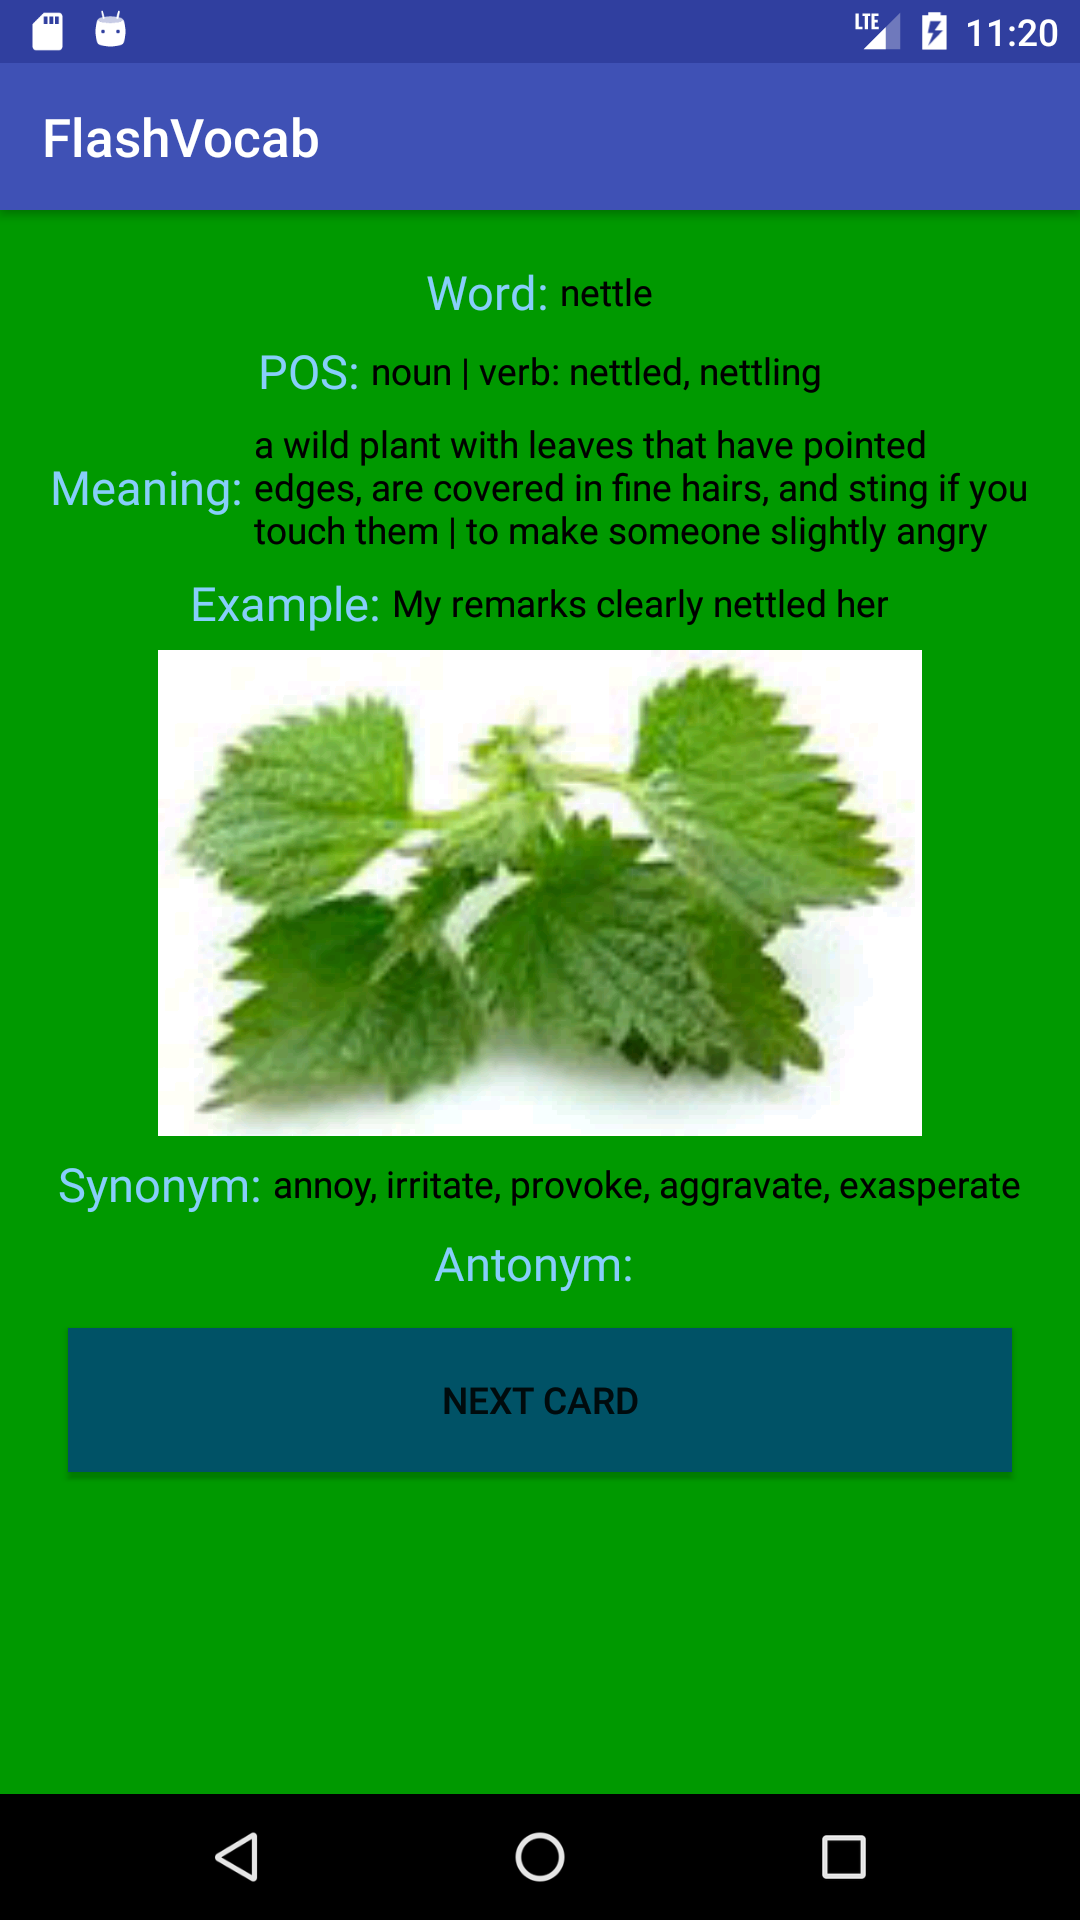 LTE 11:20
FlashVocab
Word: nettle
POS: noun | verb: nettled, nettling
Meaning: a wild plant with leaves that have pointed
edges, are covered in fine hairs, and sting if you
touch them | to make someone slightly angry
Example: My remarks clearly nettled her
Synonym: annoy, irritate, provoke, aggravate, exasperate
Antonym:
NEXT CARD